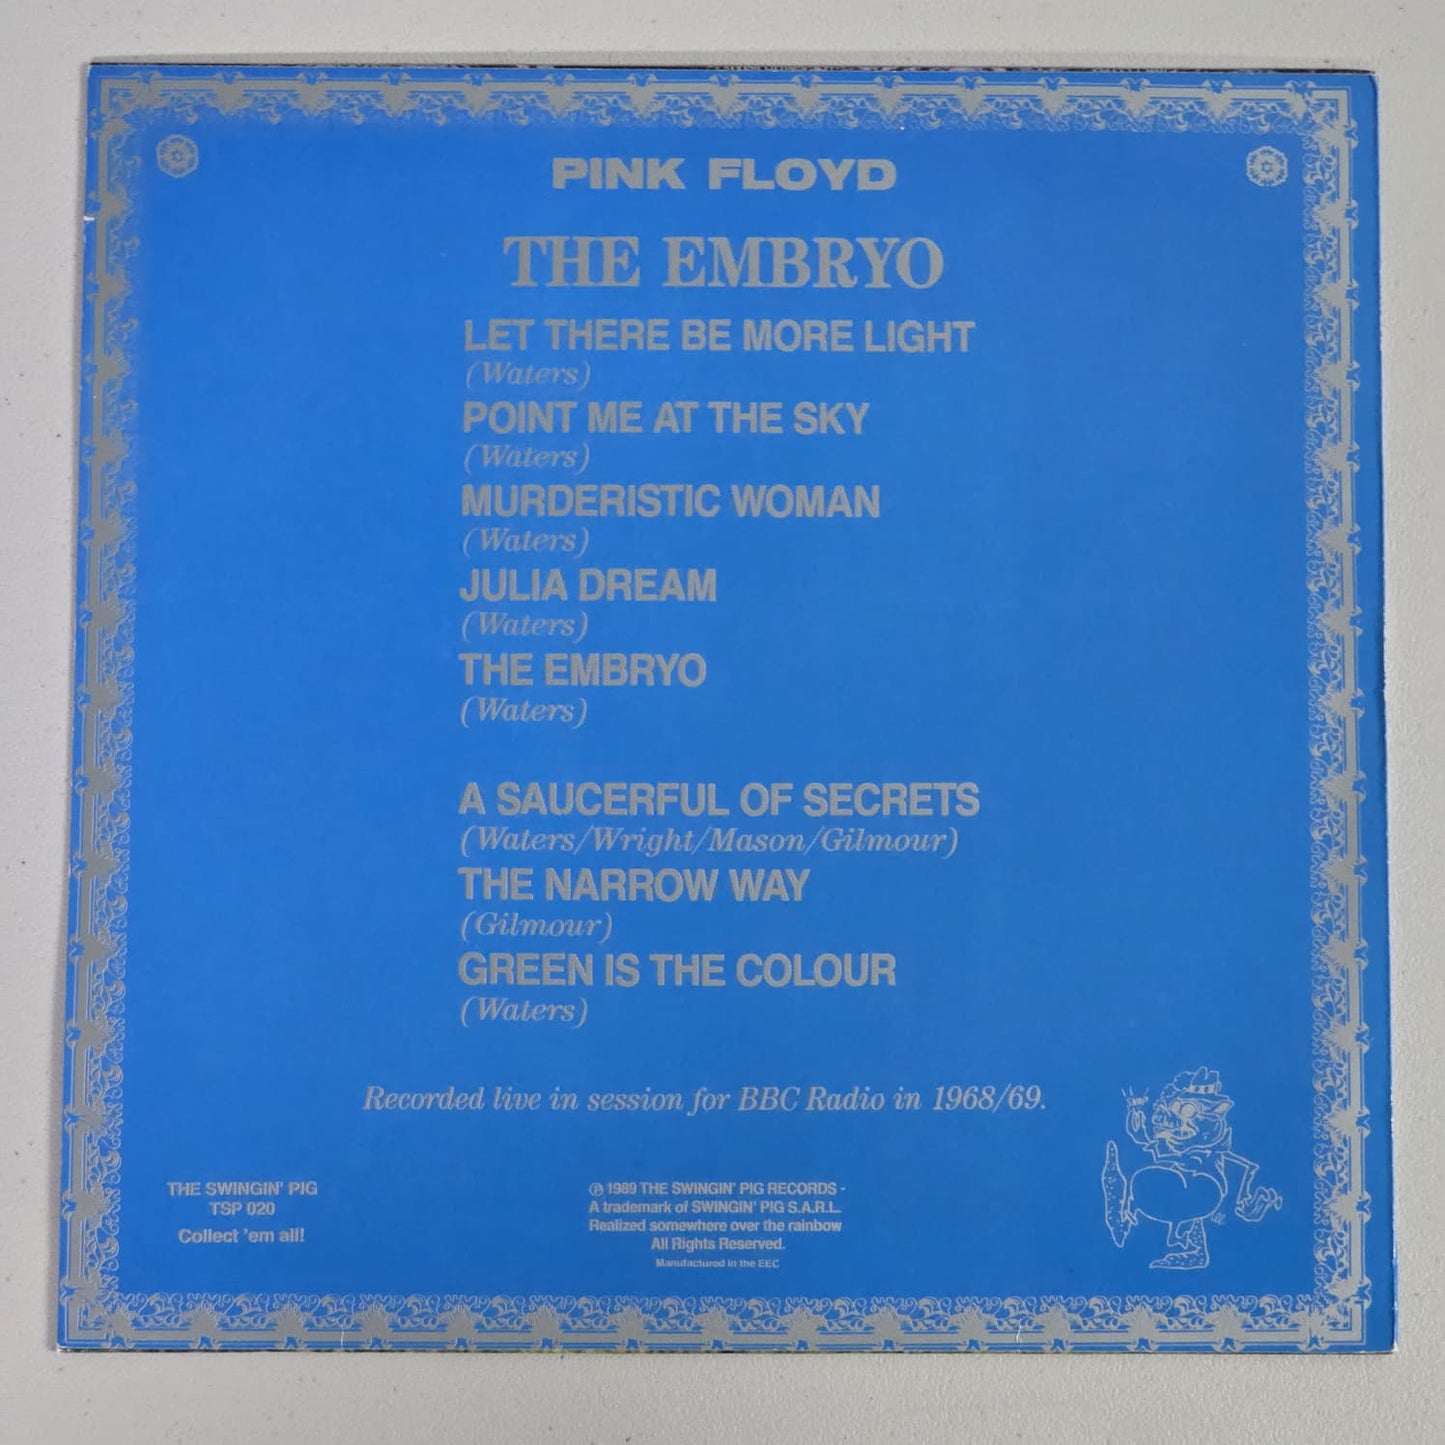 PINK FLOYD
THE EMBRYO
LET THERE BE MORE LIGHT
(Waters)
POINT ME AT THE SKY
(Waters)
MURDERISTIC WOMAN
(Waters)
JULIA DREAM
(Waters)
THE EMBRYO
(Waters)
A SAUCERFUL OF SECRETS
(Waters/Wright/Mason/Gilmour)
THE NARROW WAY
(Gilmour)
GREEN IS THE COLOUR
(Waters)
Recorded live in session for BBC Radio in 1968/69.
THE SWINGIN' PIG
TSP 020
Collect 'em all!
℗ 1989 THE SWINGIN' PIG RECORDS -
A trademark of SWINGIN' PIG S.A.R.L.
Realized somewhere over the rainbow
All Rights Reserved.
Manufactured in the EEC